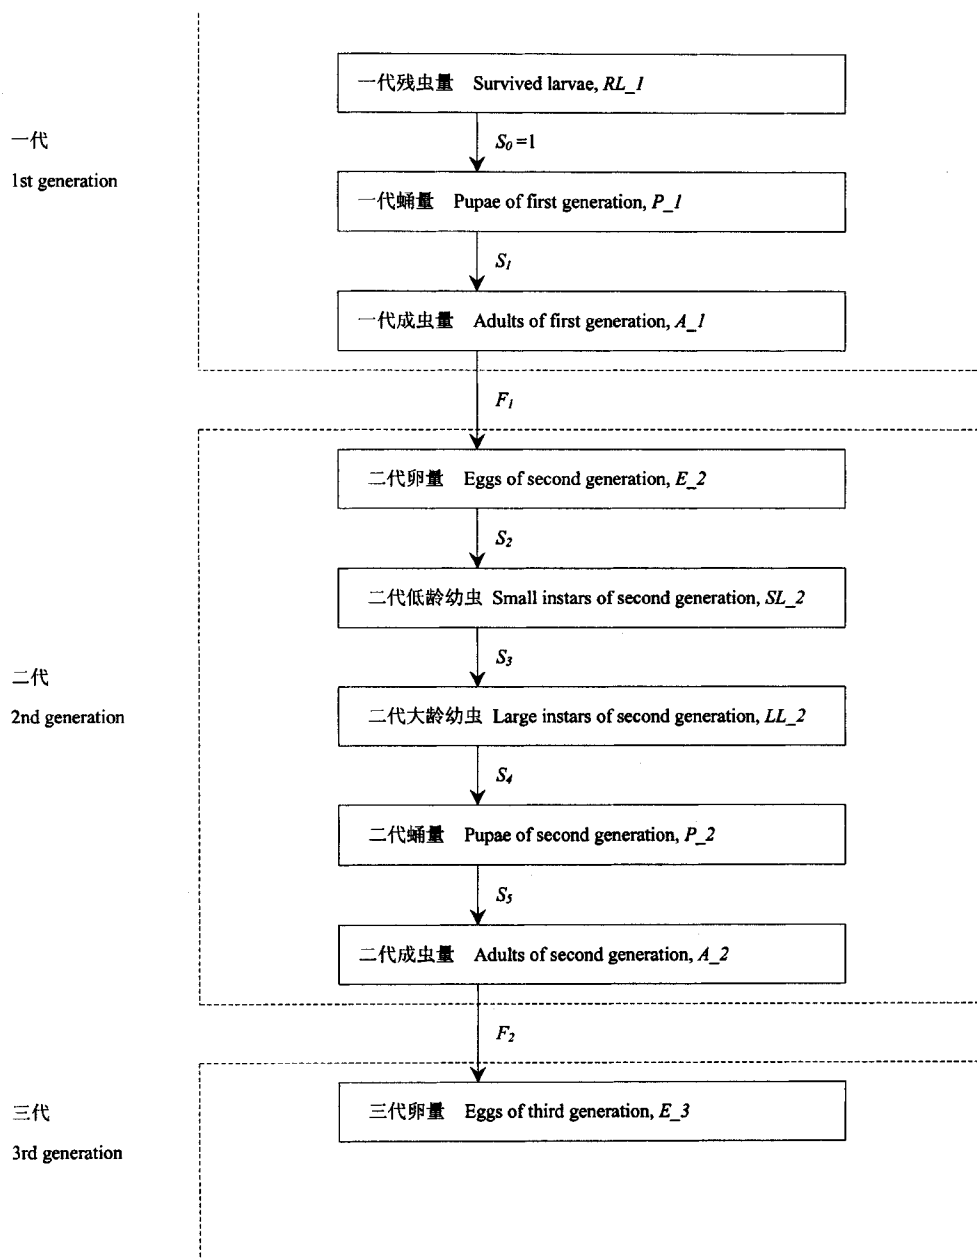 一代残虫量 Survived larvae, RL_1
S₀=1
一代
1st generation
一代蛹量 Pupae of first generation, P_1
S₁
一代成虫量 Adults of first generation, A_1
F₁
二代卵量 Eggs of second generation, E_2
S₂
二代低龄幼虫 Small instars of second generation, SL_2
S₃
二代
2nd generation
二代大龄幼虫 Large instars of second generation, LL_2
S₄
二代蛹量 Pupae of second generation, P_2
S₅
二代成虫量 Adults of second generation, A_2
F₂
三代
3rd generation
三代卵量 Eggs of third generation, E_3